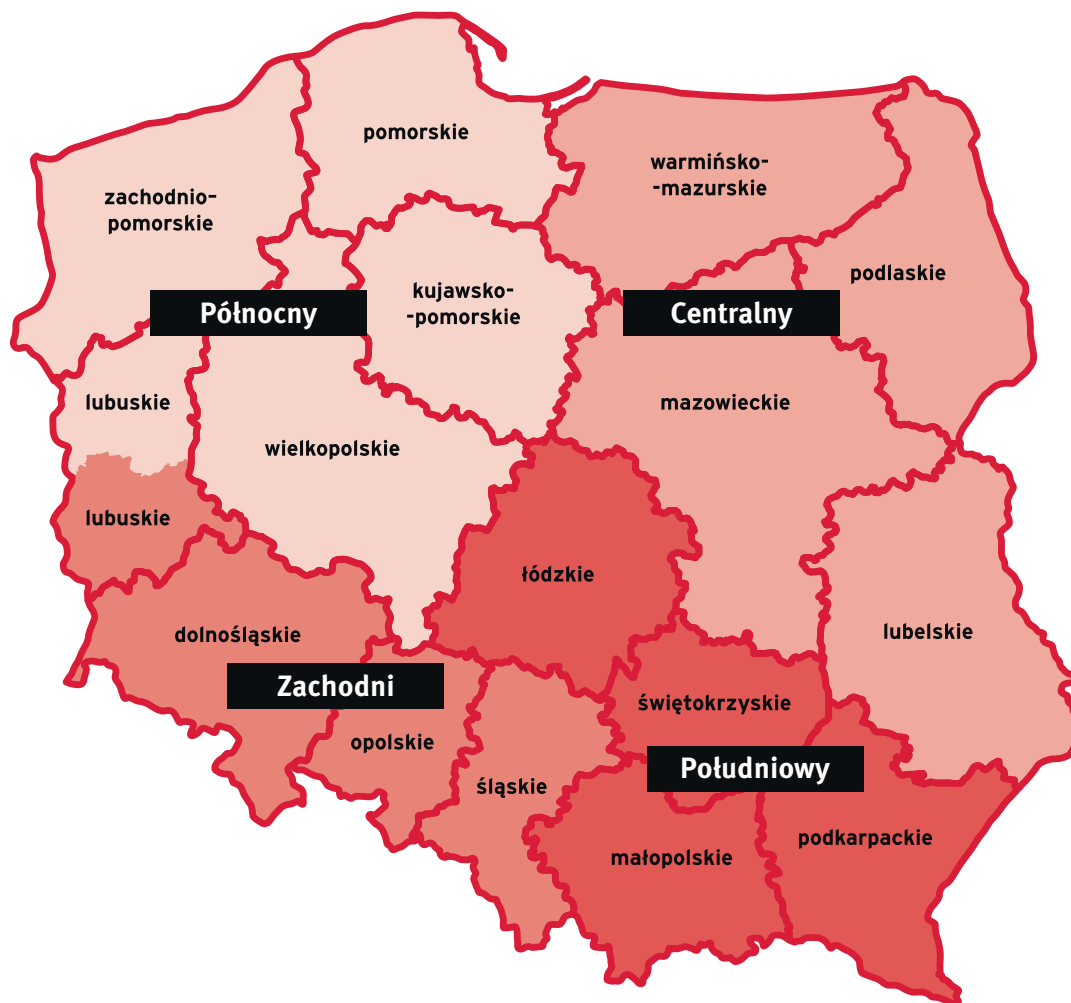 pomorskie
warmińsko-
-mazurskie
zachodnio-
pomorskie
podlaskie
kujawsko-
-pomorskie
Północny
Centralny
lubuskie
mazowieckie
wielkopolskie
lubuskie
łódzkie
dolnośląskie
lubelskie
Zachodni
świętokrzyskie
opolskie
Południowy
śląskie
podkarpackie
małopolskie